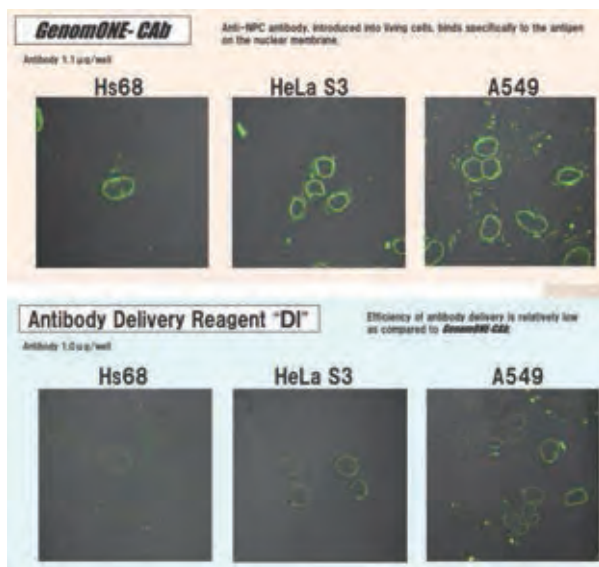 GenomONE- CAb
Anti-NPC antibody, introduced into living cells, binds specifically to the antigen
on the nuclear membrane.
Antibody 1.1 μg/well
Hs68 HeLa S3 A549
Antibody Delivery Reagent “DI”
Efficiency of antibody delivery is relatively low
as compared to GenomONE-CAb.
Antibody 1.0 μg/well
Hs68 HeLa S3 A549